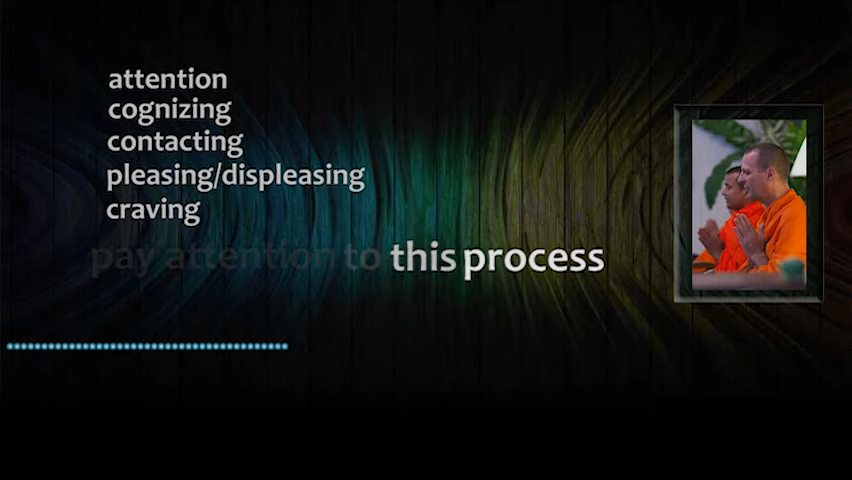 attention
cognizing
contacting
pleasing/displeasing
craving
pay attention to this process